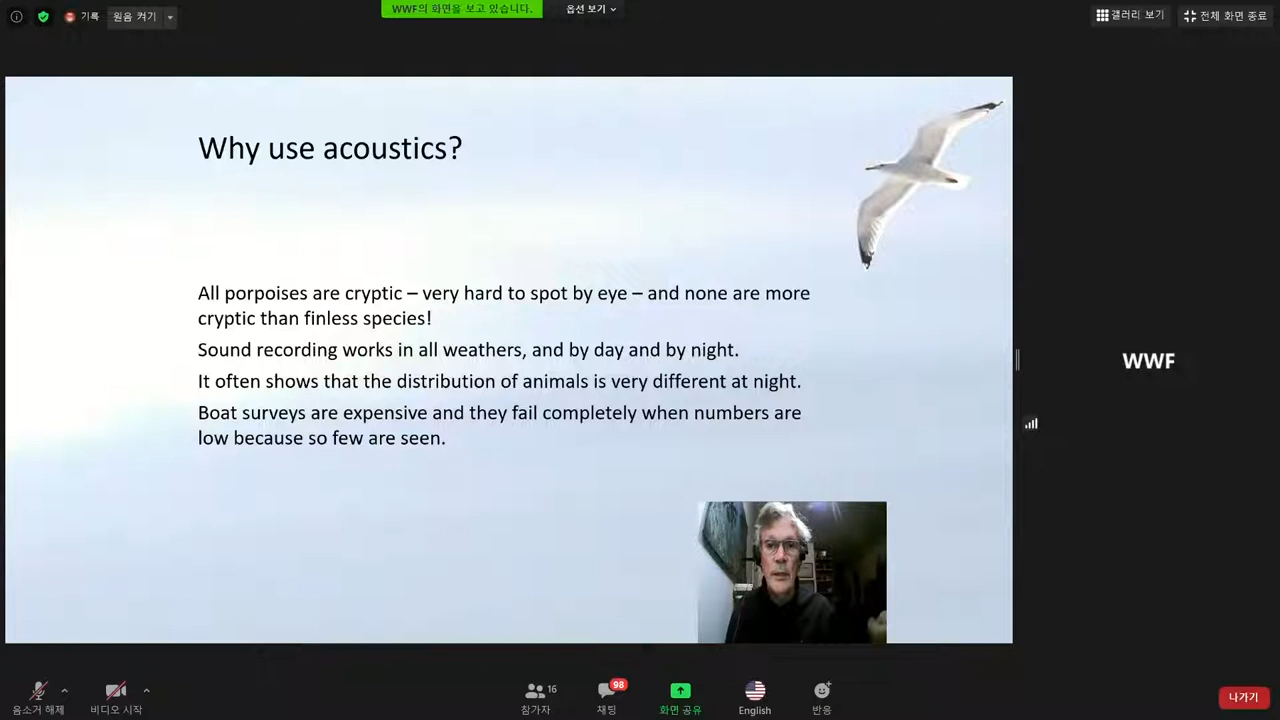 기록
원음 켜기
WWF의 화면을 보고 있습니다.
옵션 보기
갤러리 보기
전체 화면 종료
Why use acoustics?
All porpoises are cryptic – very hard to spot by eye – and none are more
cryptic than finless species!
Sound recording works in all weathers, and by day and by night.
It often shows that the distribution of animals is very different at night.
Boat surveys are expensive and they fail completely when numbers are
low because so few are seen.
WWF
음소거 해제
비디오 시작
16
참가자
98
채팅
화면 공유
English
반응
나가기